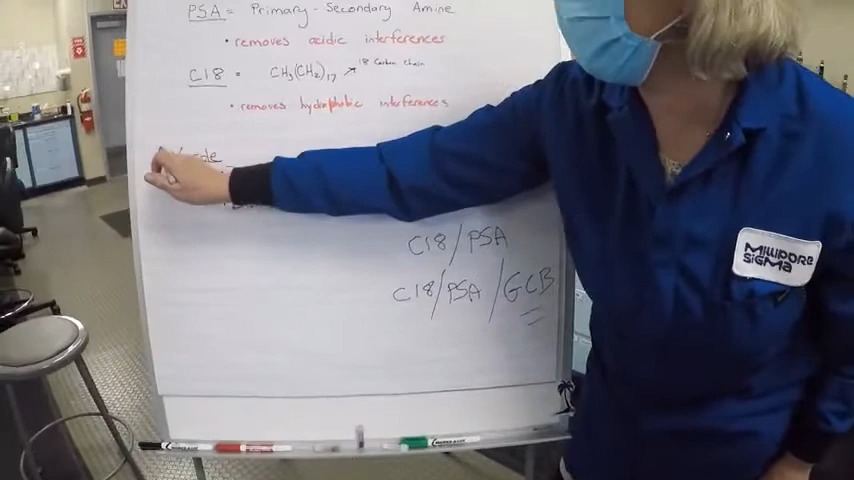 PSA = Primary-Secondary Amine
• removes acidic interferences
C18 = CH3(CH2)17 ↗ 18 Carbon chain
• removes hydrophobic interferences
C18/PSA
C18/PSA/GCB
MILLIPORE
SIGMA